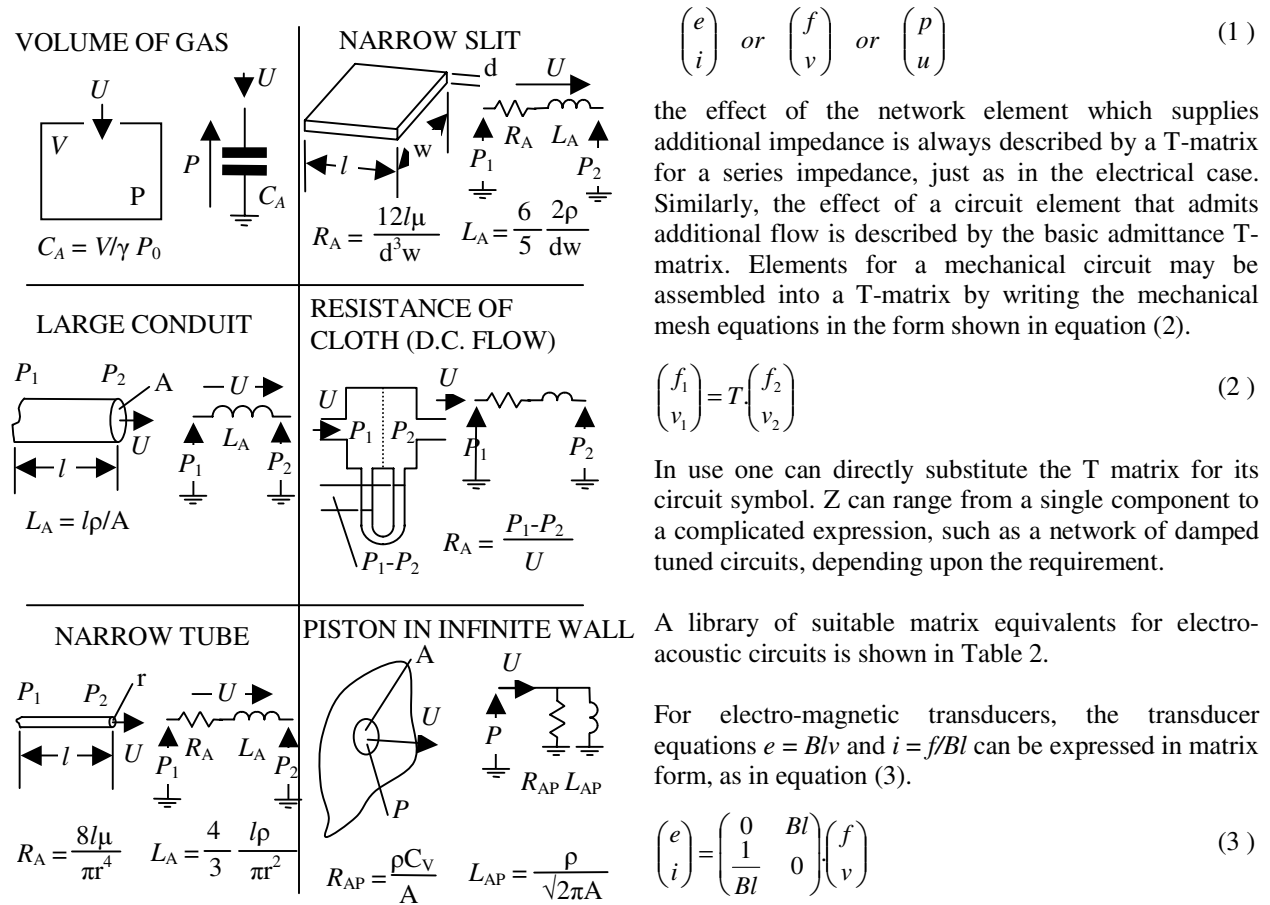 VOLUME OF GAS
U
U
V
P
P
C_A
C_A = V/γ P_0
NARROW SLIT
d
U
w
l
R_A L_A
P_1
P_2
R_A = 12lμ / d^3w L_A = 6/5 2ρ/dw
LARGE CONDUIT
P_1 P_2 A
U
U
L_A
P_1 P_2
l
L_A = lρ/A
RESISTANCE OF
CLOTH (D.C. FLOW)
U
U
P_1 P_2
P_1 P_2
P_1-P_2
R_A = P_1-P_2 / U
NARROW TUBE
r
P_1 P_2
U
U
l
R_A L_A
P_1 P_2
R_A = 8lμ / πr^4 L_A = 4/3 lρ/πr^2
PISTON IN INFINITE WALL
A
U
U
P
P
R_AP L_AP
R_AP = ρC_V / A L_AP = ρ / √2πA
(e i) or (f v) or (p u) (1 )
the effect of the network element which supplies
additional impedance is always described by a T-matrix
for a series impedance, just as in the electrical case.
Similarly, the effect of a circuit element that admits
additional flow is described by the basic admittance T-
matrix. Elements for a mechanical circuit may be
assembled into a T-matrix by writing the mechanical
mesh equations in the form shown in equation (2).
(f_1 v_1) = T.(f_2 v_2) (2 )
In use one can directly substitute the T matrix for its
circuit symbol. Z can range from a single component to
a complicated expression, such as a network of damped
tuned circuits, depending upon the requirement.
A library of suitable matrix equivalents for electro-
acoustic circuits is shown in Table 2.
For electro-magnetic transducers, the transducer
equations e = Blv and i = f/Bl can be expressed in matrix
form, as in equation (3).
(e i) = (0 Bl 1/Bl 0).(f v) (3 )